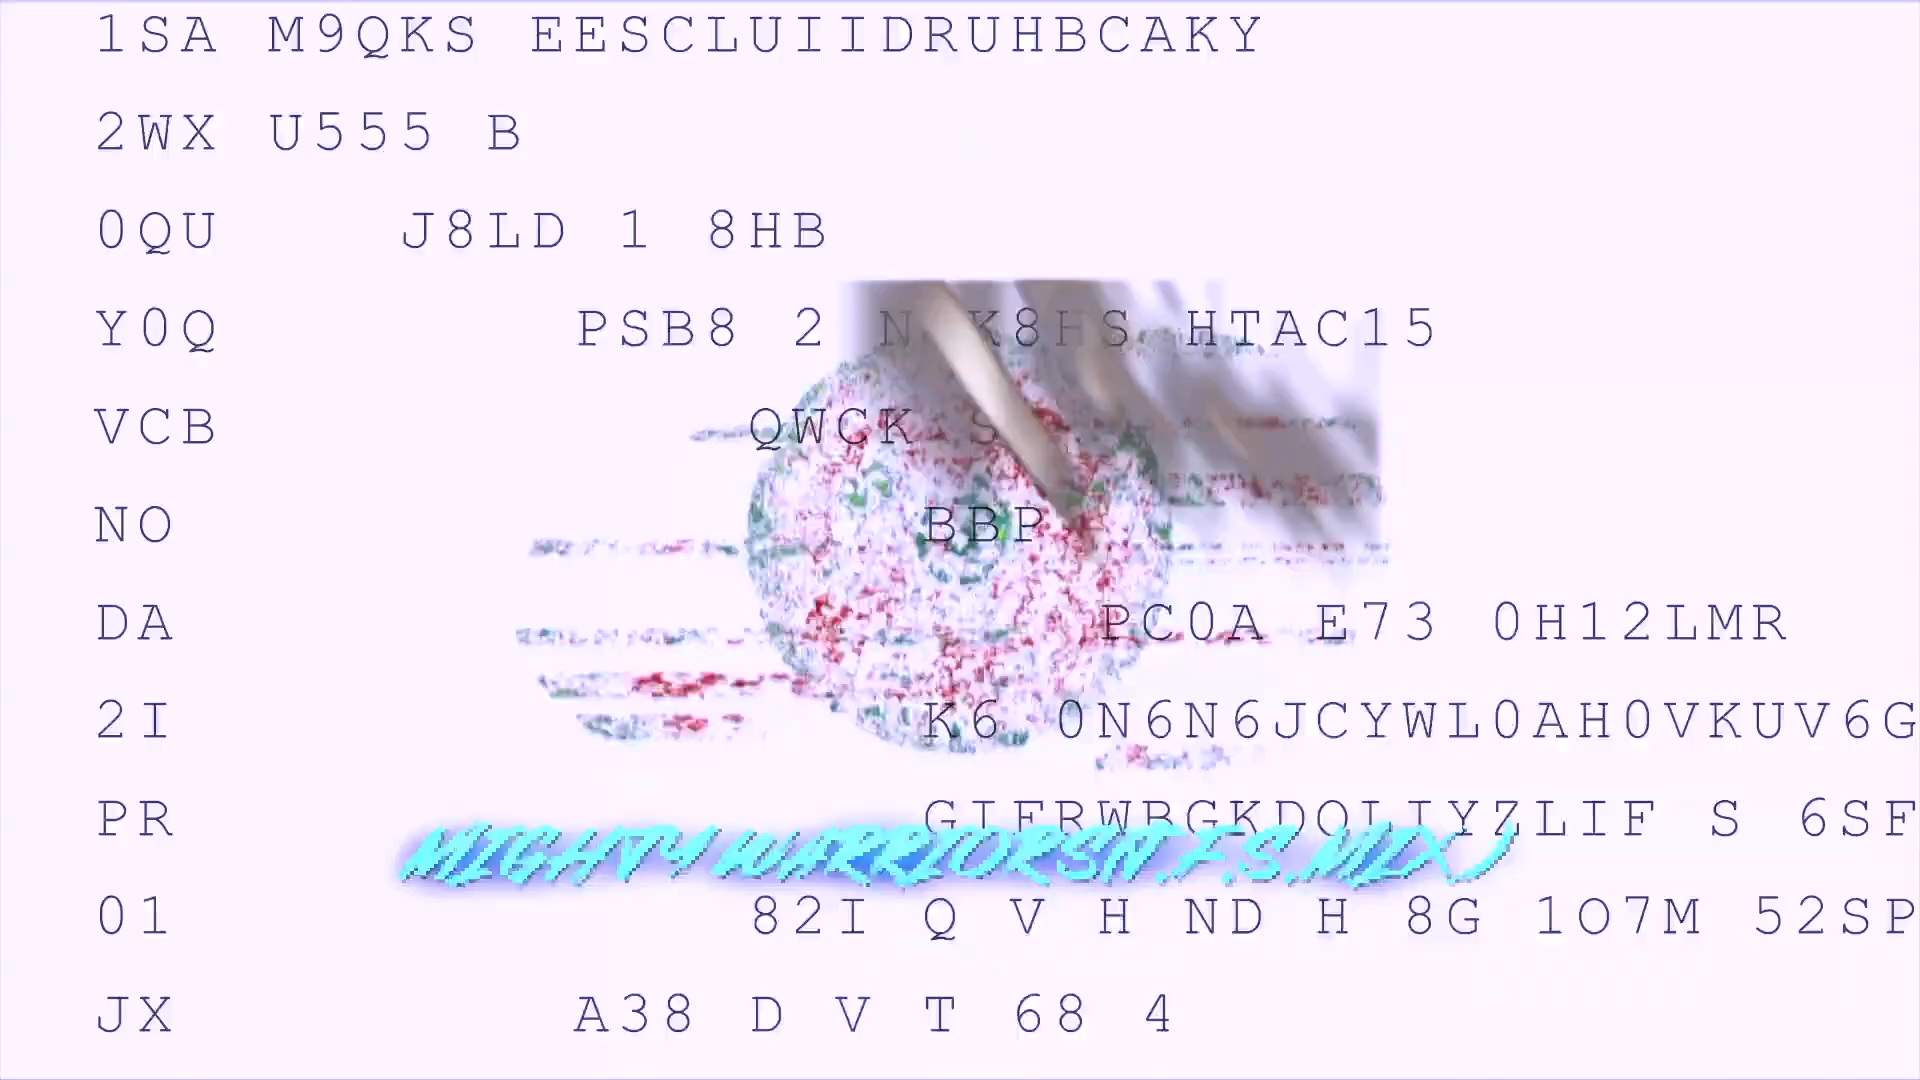 1SA M9QKS EESCLUIIDRUHBCAKY
2WX U555 B
0QU J8LD 1 8HB
Y0Q PSB8 2 N K8HS HTAC15
VCB QWCK S
NO BBP
DA PC0A E73 0H12LMR
2I K6 0N6N6JCYWL0AH0VKUV6G
PR GIFRWBGKDOLIYZLIF S 6SF
MIGHTY WARRIORS N.F.S. MIX)
01 82I Q V H ND H 8G 1O7M 52SP
JX A38 D V T 68 4